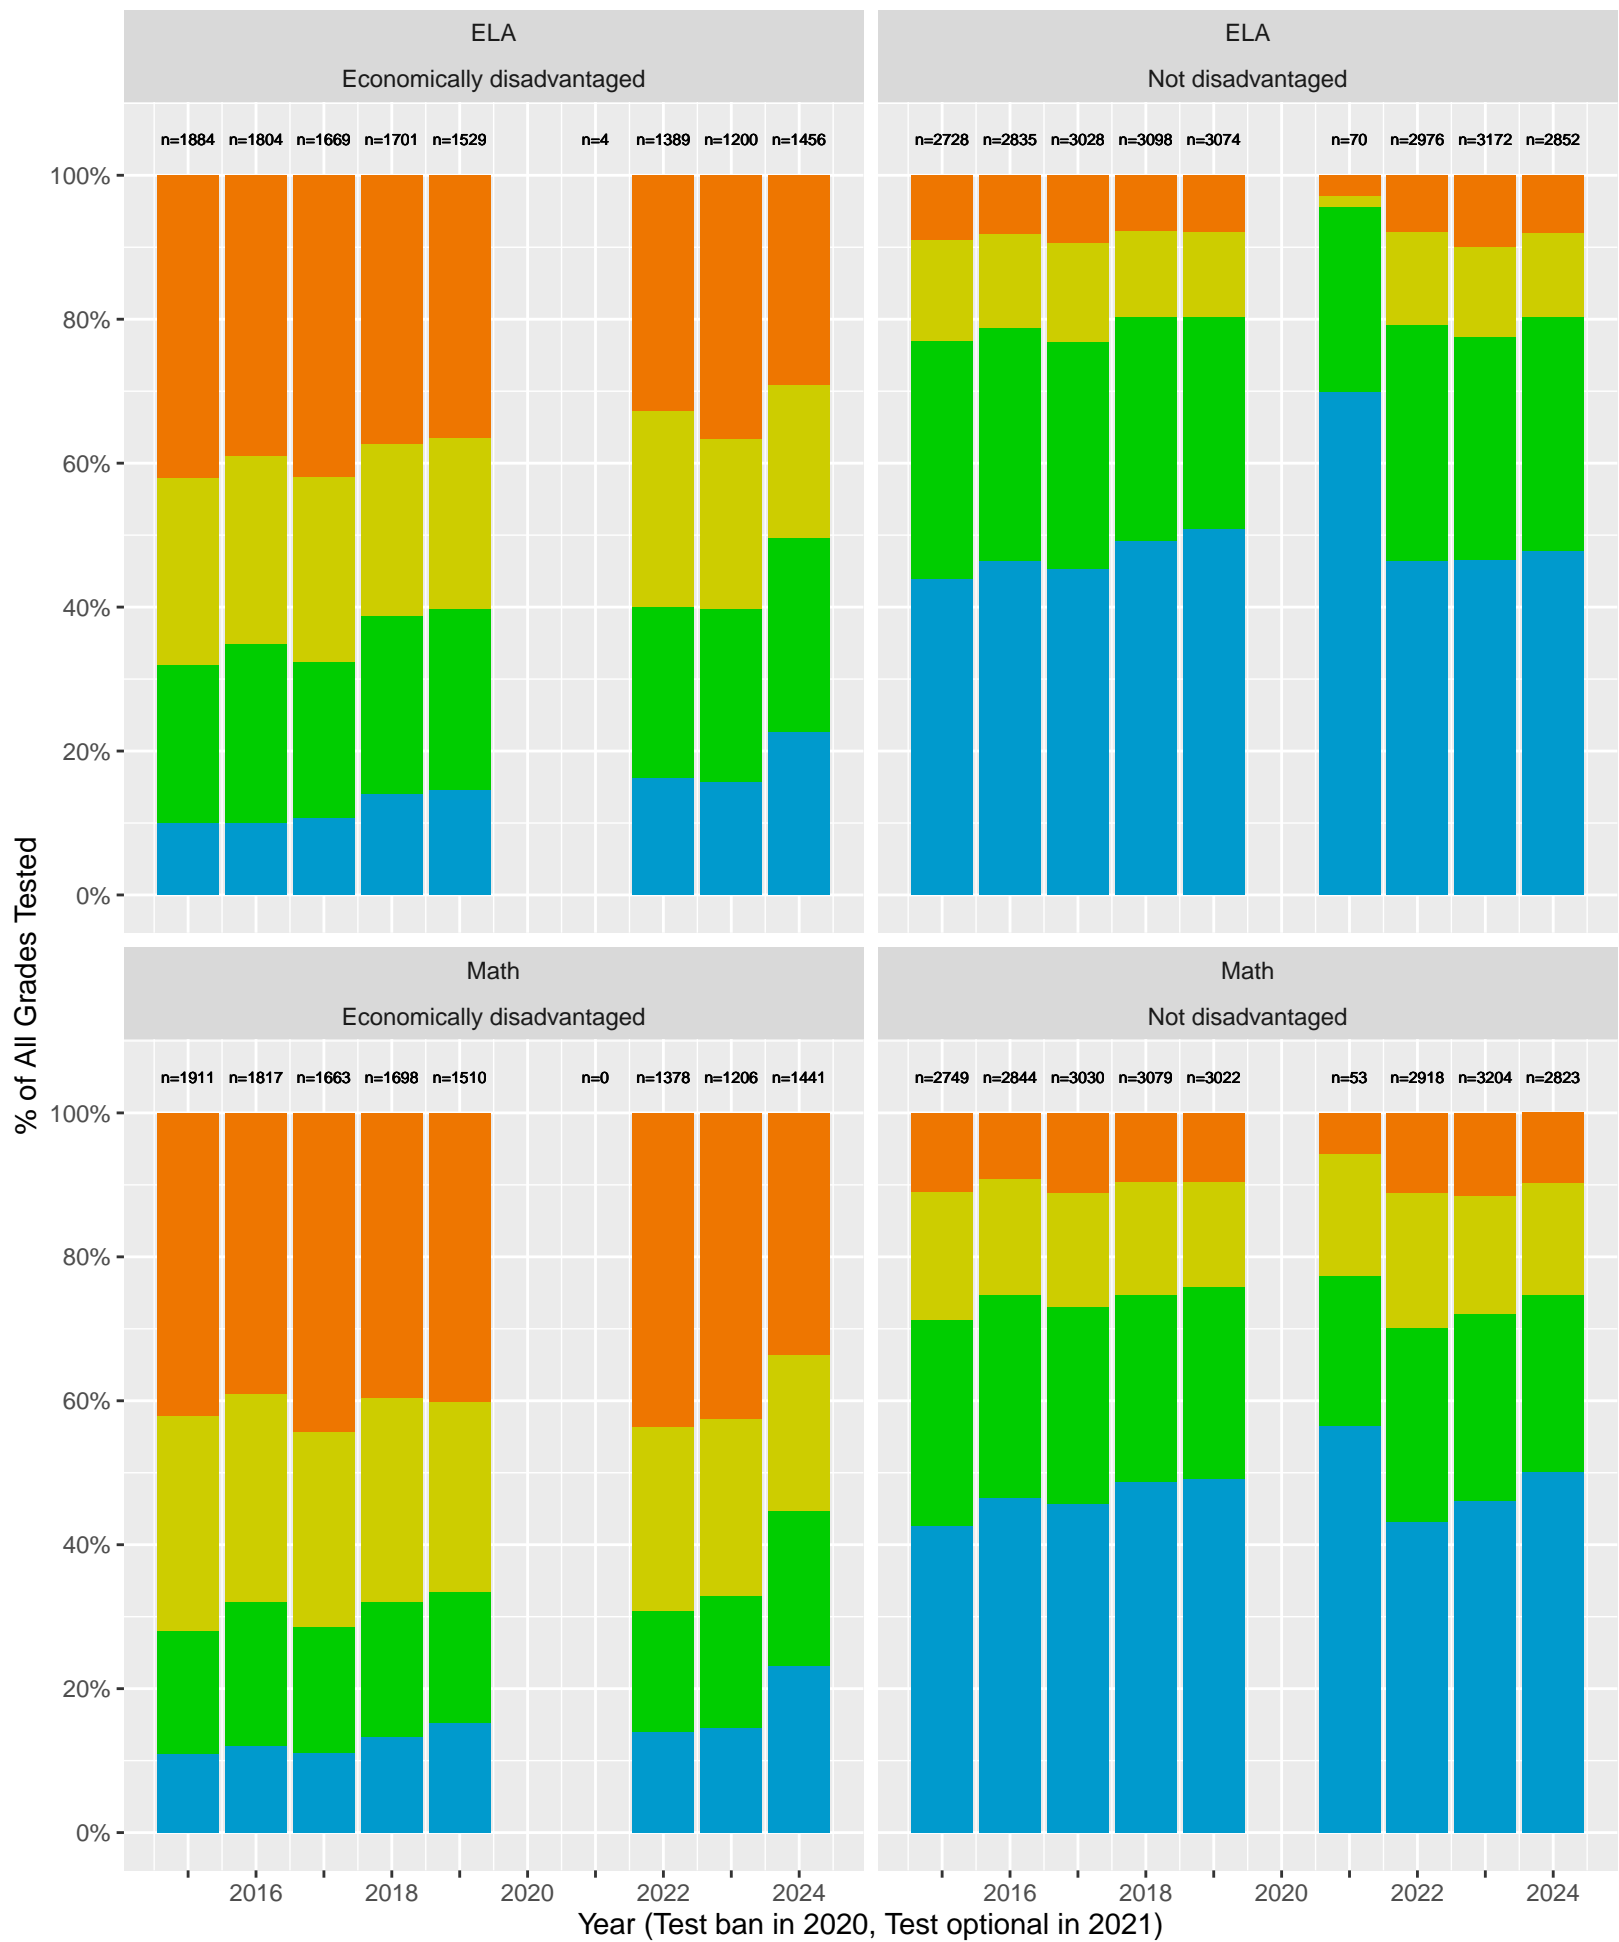 ELA
Economically disadvantaged
ELA
Not disadvantaged
n=1884 n=1804 n=1669 n=1701 n=1529 n=4 n=1389 n=1200 n=1456
n=2728 n=2835 n=3028 n=3098 n=3074 n=70 n=2976 n=3172 n=2852
100%
80%
60%
40%
20%
0%
% of All Grades Tested
Math
Economically disadvantaged
Math
Not disadvantaged
n=1911 n=1817 n=1663 n=1698 n=1510 n=0 n=1378 n=1206 n=1441
n=2749 n=2844 n=3030 n=3079 n=3022 n=53 n=2918 n=3204 n=2823
100%
80%
60%
40%
20%
0%
2016 2018 2020 2022 2024
2016 2018 2020 2022 2024
Year (Test ban in 2020, Test optional in 2021)